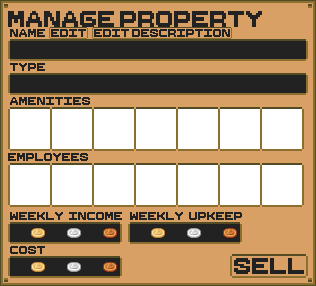 MANAGE PROPERTY
NAME EDIT EDIT DESCRIPTION
TYPE
AMENITIES
EMPLOYEES
WEEKLY INCOME WEEKLY UPKEEP
COST
SELL